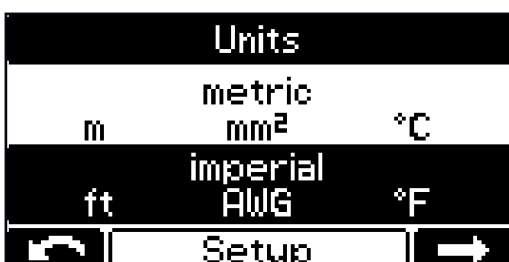 Units
metric
m mm² °C
imperial
ft AWG °F
Setup